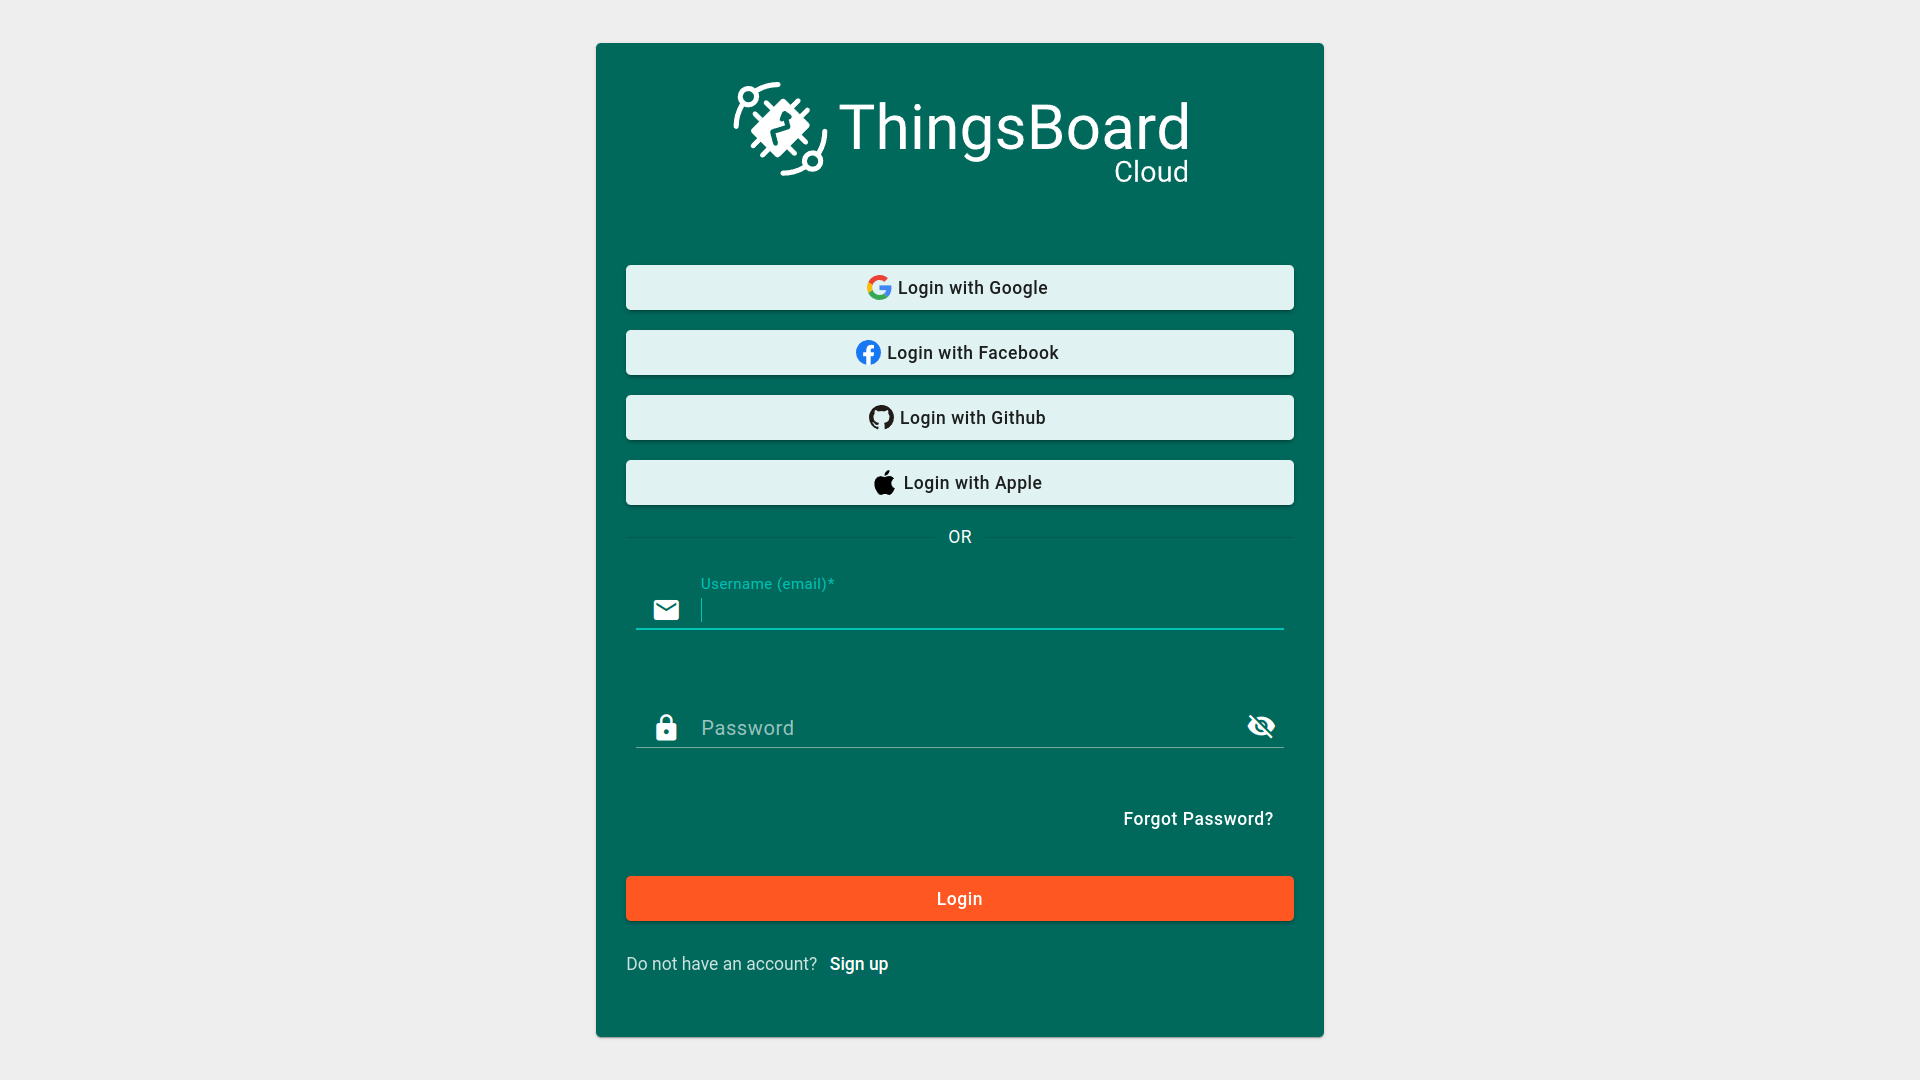 ThingsBoard
Cloud
Login with Google
Login with Facebook
Login with Github
Login with Apple
OR
Username (email)*
Password
Forgot Password?
Login
Do not have an account? Sign up